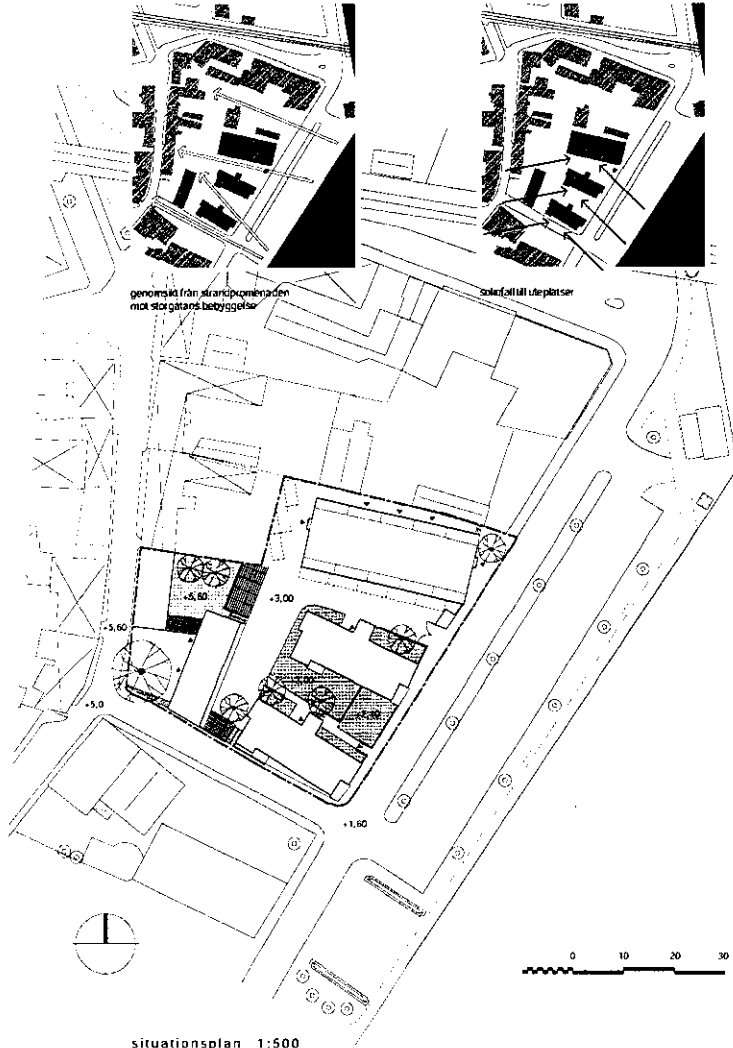 genomsikt från strandpromenaden
mot storgatans bebyggelse
solinfall till uteplatser
+5,60
+3,00
+5,60
+5,0
+1,60
0 10 20 30
situationsplan 1:500